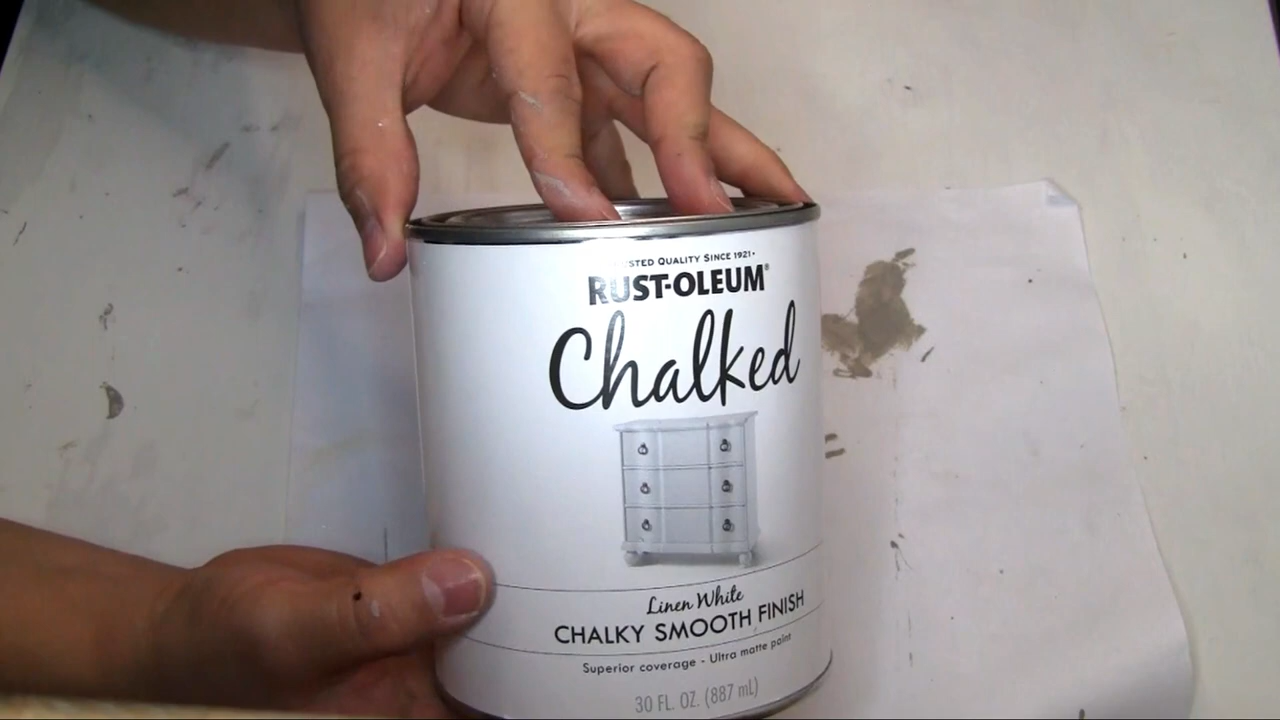 QUALITY SINCE 1921•
RUST-OLEUM®
Chalked
Linen White
CHALKY SMOOTH FINISH
Superior coverage - Ultra matte paint
30 FL. OZ. (887 mL)